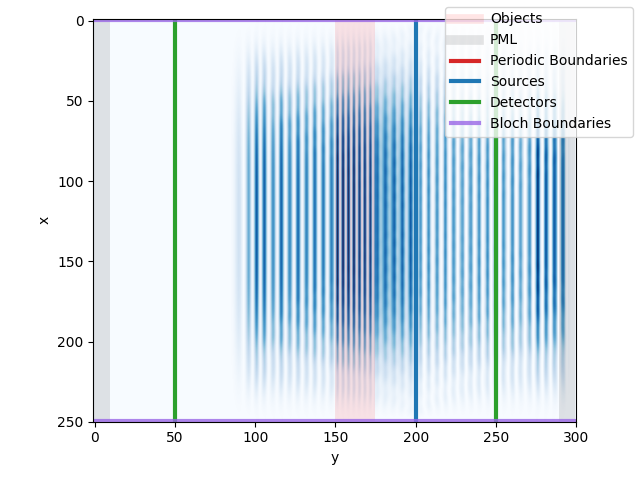 Objects
PML
Periodic Boundaries
Sources
Detectors
Bloch Boundaries
0
50
100
150
200
250
x
0 50 100 150 200 250 300
y